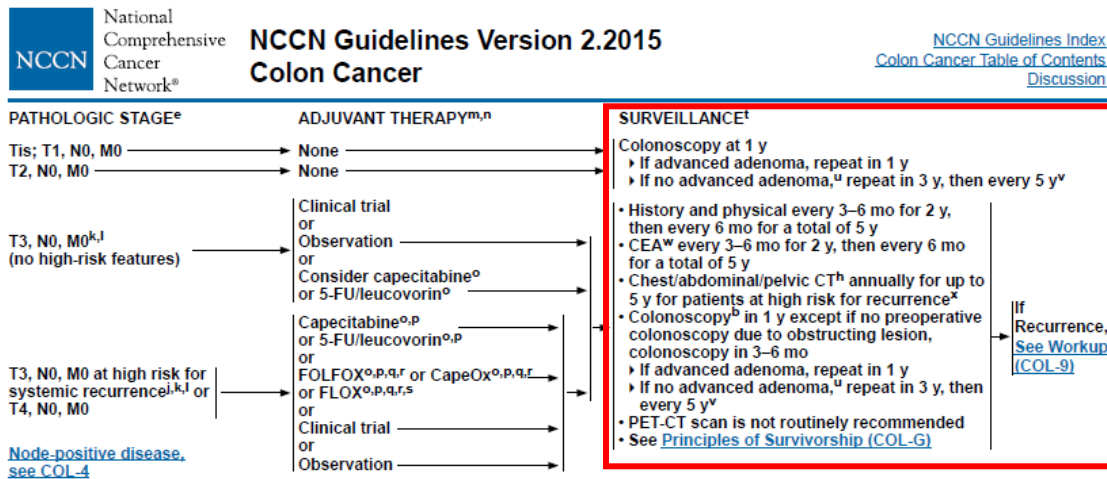 National
Comprehensive
NCCN Cancer
Network®
NCCN Guidelines Version 2.2015
Colon Cancer
NCCN Guidelines Index
Colon Cancer Table of Contents
Discussion
PATHOLOGIC STAGEᵉ
Tis; T1, N0, M0
T2, N0, M0
T3, N0, M0ᵏ,ˡ
(no high-risk features)
T3, N0, M0 at high risk for
systemic recurrenceʲ,ᵏ,ˡ or
T4, N0, M0
Node-positive disease,
see COL-4
ADJUVANT THERAPYᵐ,ⁿ
None
None
Clinical trial
or
Observation
or
Consider capecitabineᵒ
or 5-FU/leucovorinᵒ
Capecitabineᵒ,ᵖ
or 5-FU/leucovorinᵒ,ᵖ
or
FOLFOXᵒ,ᵖ,q,ʳ or CapeOxᵒ,ᵖ,q,ʳ
or FLOXᵒ,ᵖ,q,ʳ,ˢ
or
Clinical trial
or
Observation
SURVEILLANCEᵗ
Colonoscopy at 1 y
▸ If advanced adenoma, repeat in 1 y
▸ If no advanced adenoma,ᵘ repeat in 3 y, then every 5 yᵛ
• History and physical every 3–6 mo for 2 y,
then every 6 mo for a total of 5 y
• CEAʷ every 3–6 mo for 2 y, then every 6 mo
for a total of 5 y
• Chest/abdominal/pelvic CTʰ annually for up to
5 y for patients at high risk for recurrenceˣ
• Colonoscopyᵇ in 1 y except if no preoperative
colonoscopy due to obstructing lesion,
colonoscopy in 3–6 mo
▸ If advanced adenoma, repeat in 1 y
▸ If no advanced adenoma,ᵘ repeat in 3 y, then
every 5 yᵛ
• PET-CT scan is not routinely recommended
• See Principles of Survivorship (COL-G)
If
Recurrence,
See Workup
(COL-9)